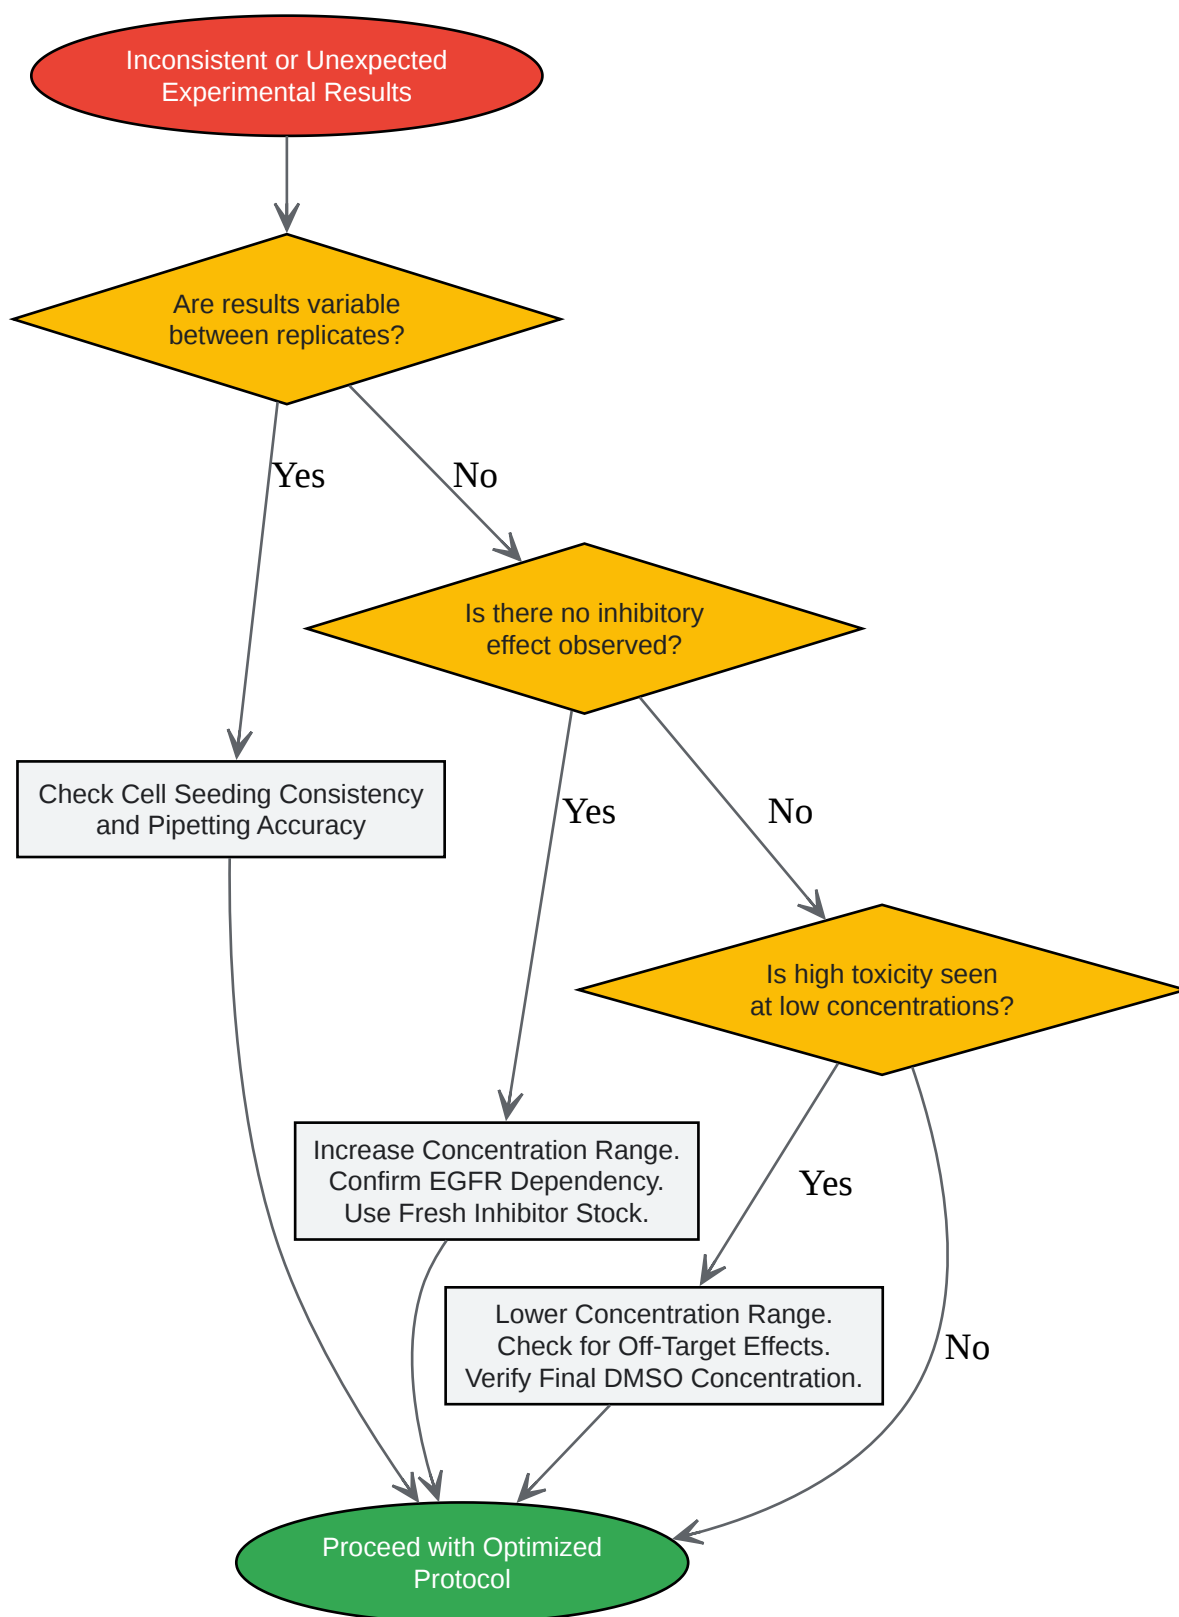 Inconsistent or Unexpected
Experimental Results
Are results variable
between replicates?
Yes
No
Is there no inhibitory
effect observed?
Check Cell Seeding Consistency
and Pipetting Accuracy
Yes
No
Is high toxicity seen
at low concentrations?
Increase Concentration Range.
Confirm EGFR Dependency.
Use Fresh Inhibitor Stock.
Yes
Lower Concentration Range.
Check for Off-Target Effects.
Verify Final DMSO Concentration.
No
Proceed with Optimized
Protocol